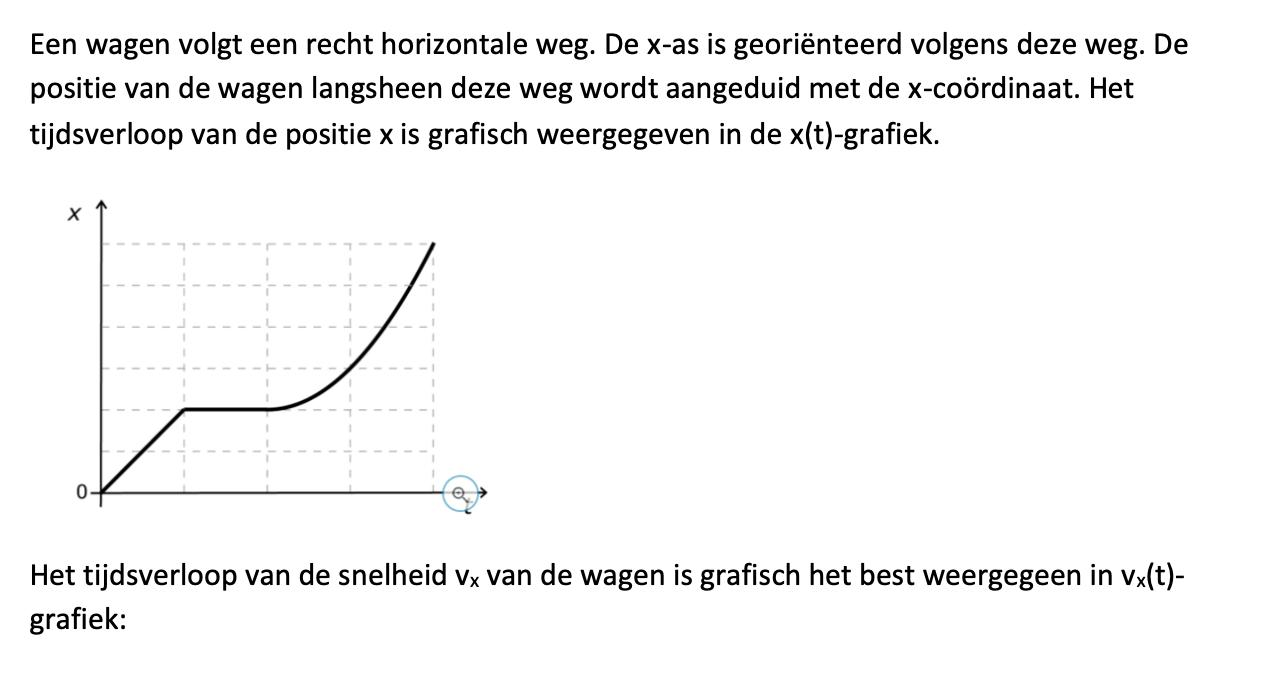 Een wagen volgt een recht horizontale weg. De x-as is georiënteerd volgens deze weg. De
positie van de wagen langsheen deze weg wordt aangeduid met de x-coördinaat. Het
tijdsverloop van de positie x is grafisch weergegeven in de x(t)-grafiek.
x
0
Het tijdsverloop van de snelheid vₓ van de wagen is grafisch het best weergegeen in vₓ(t)-
grafiek: